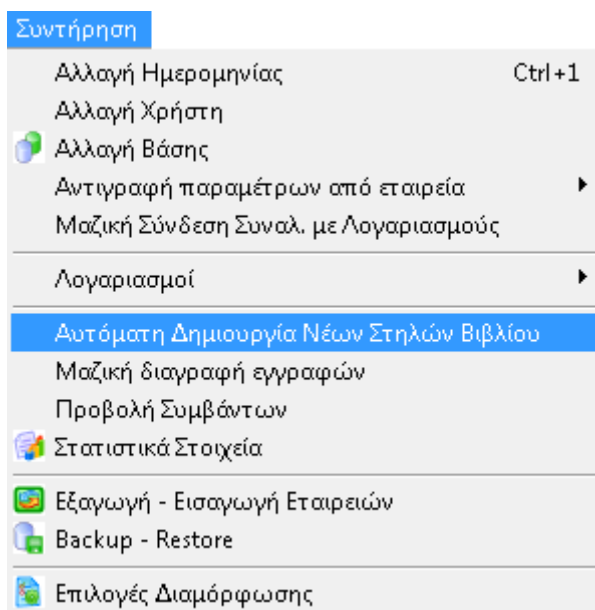 Συντήρηση
Αλλαγή Ημερομηνίας Ctrl+1
Αλλαγή Χρήστη
Αλλαγή Βάσης
Αντιγραφή παραμέτρων από εταιρεία
Μαζική Σύνδεση Συναλ. με Λογαριασμούς
Λογαριασμοί
Αυτόματη Δημιουργία Νέων Στηλών Βιβλίου
Μαζική διαγραφή εγγραφών
Προβολή Συμβάντων
Στατιστικά Στοιχεία
Εξαγωγή - Εισαγωγή Εταιρειών
Backup - Restore
Επιλογές Διαμόρφωσης